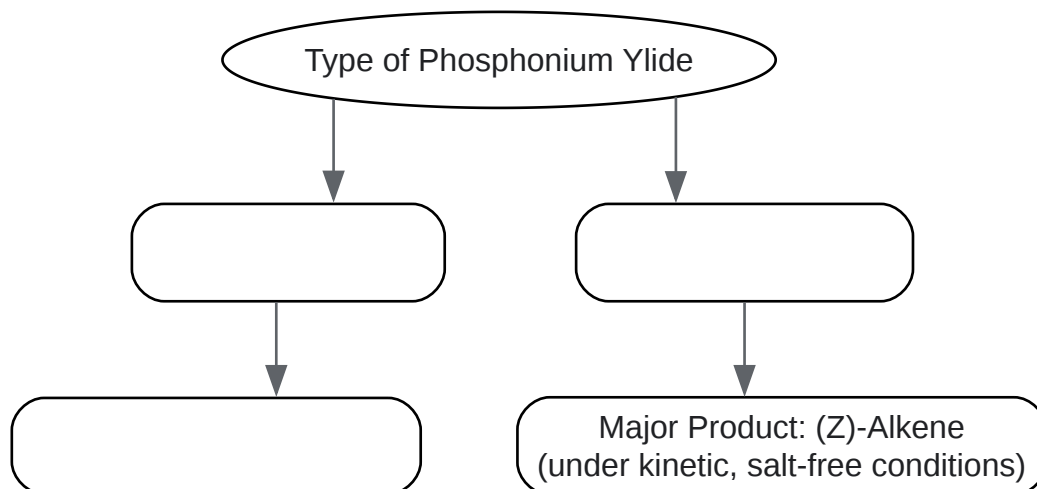 Type of Phosphonium Ylide
Major Product: (Z)-Alkene
(under kinetic, salt-free conditions)